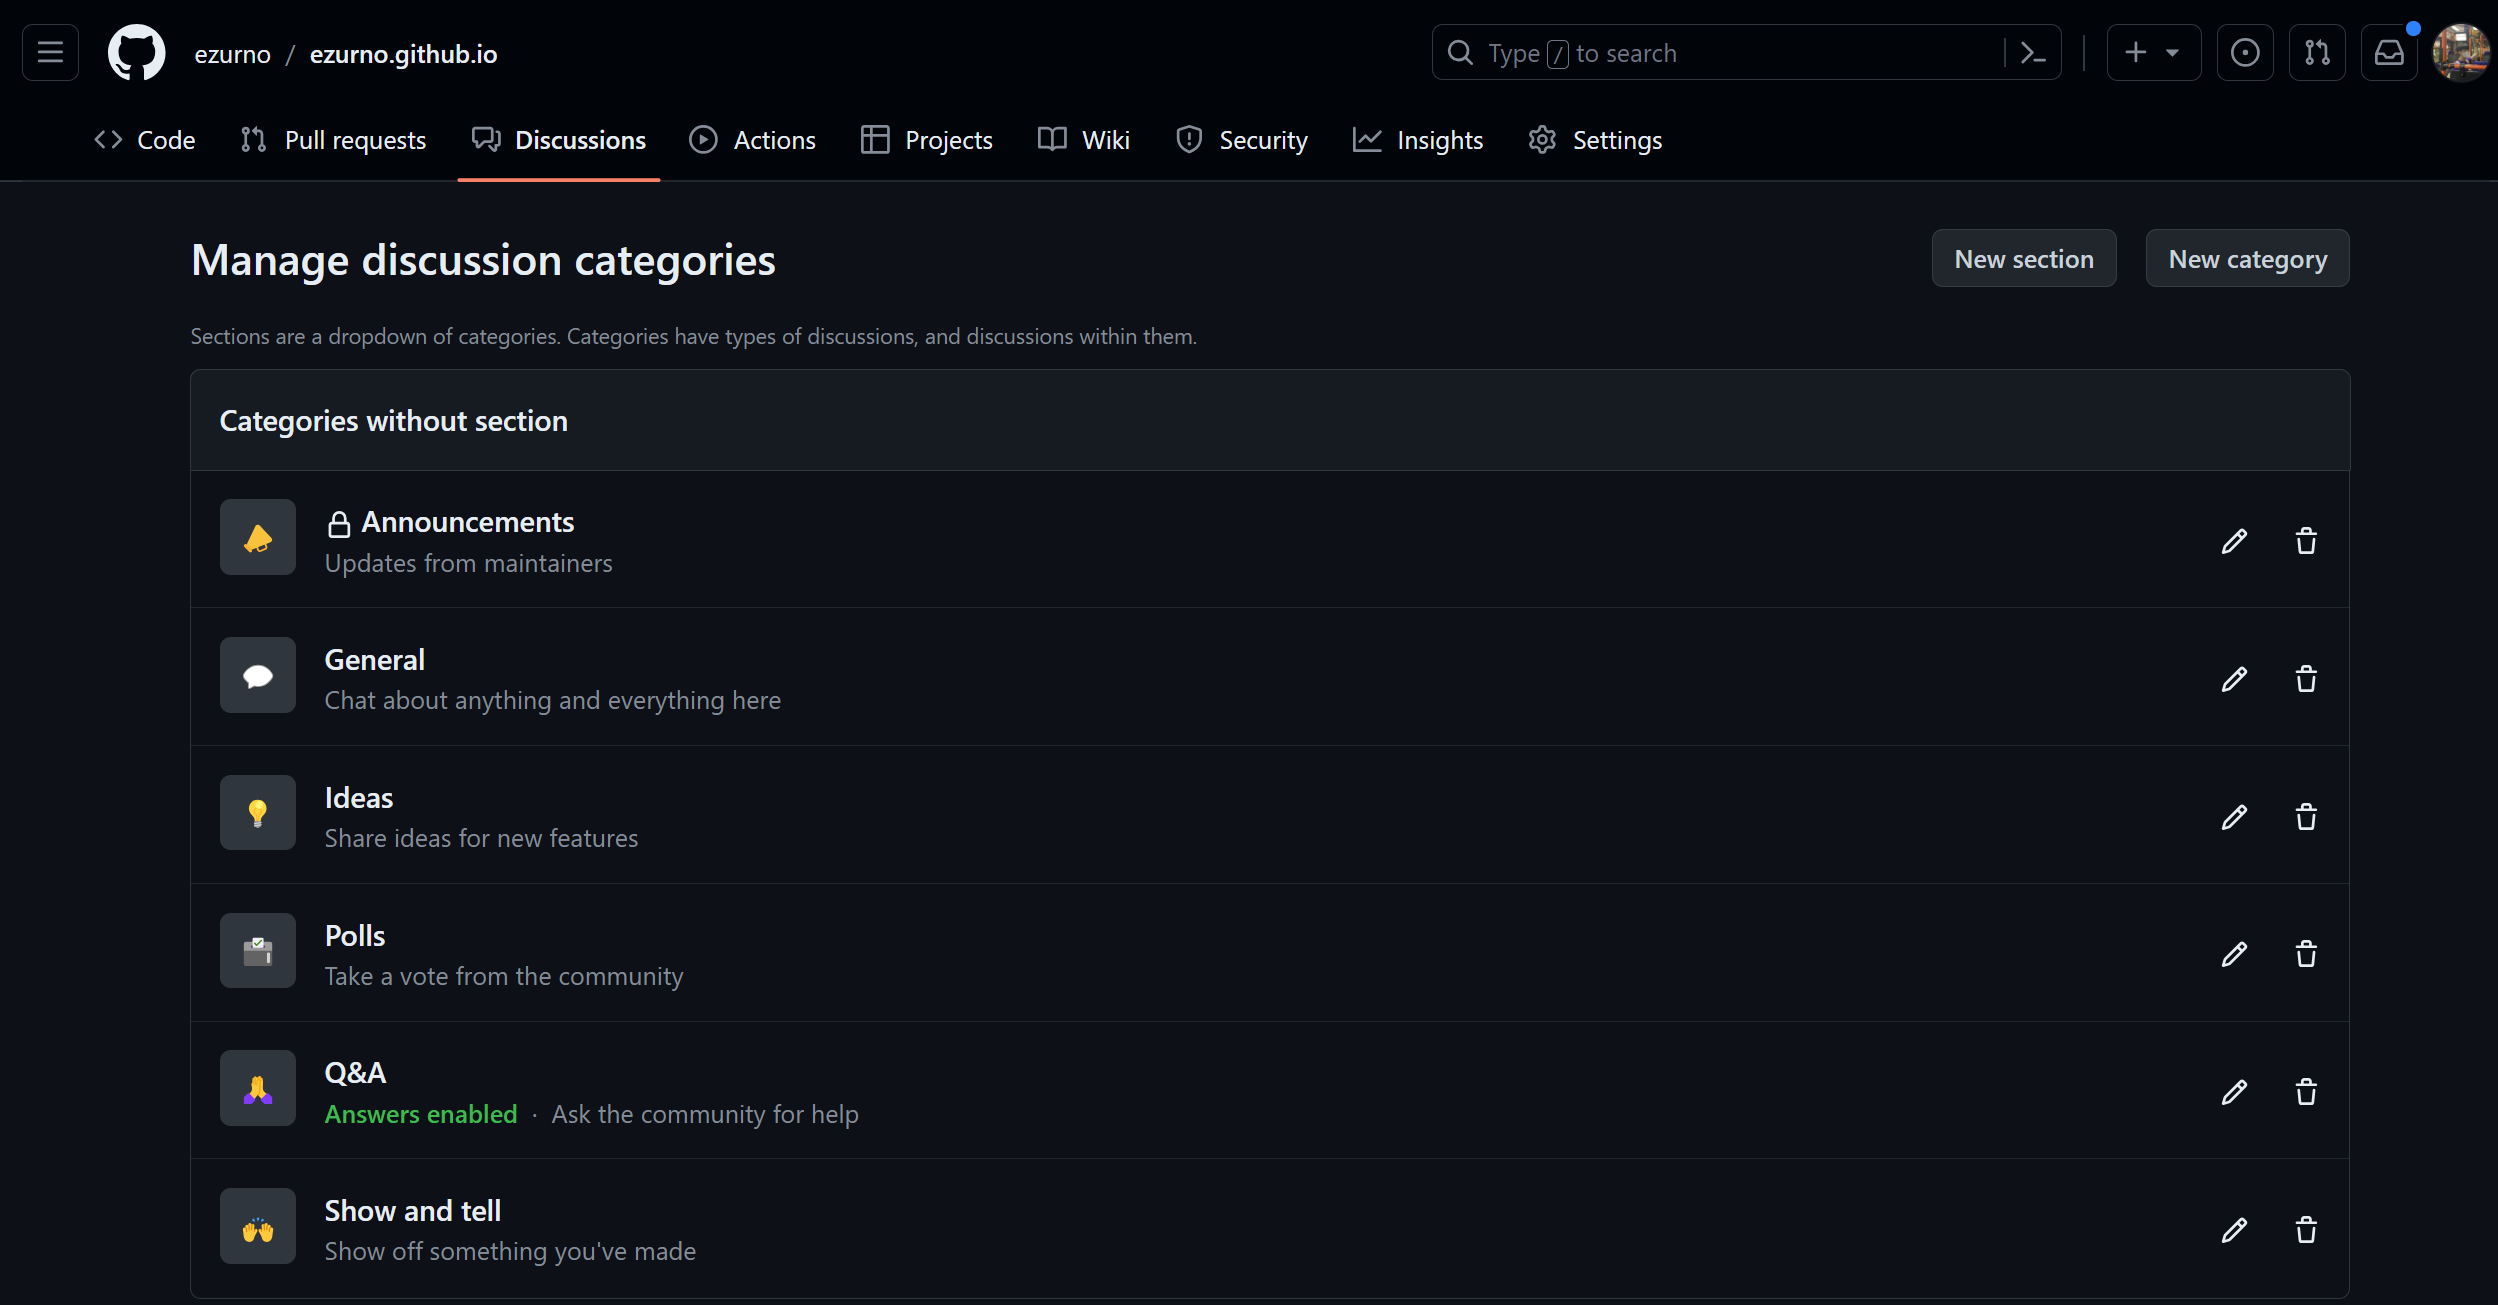 ezurno / ezurno.github.io
Type / to search
Code
Pull requests
Discussions
Actions
Projects
Wiki
Security
Insights
Settings
Manage discussion categories
New section
New category
Sections are a dropdown of categories. Categories have types of discussions, and discussions within them.
Categories without section
Announcements
Updates from maintainers
General
Chat about anything and everything here
Ideas
Share ideas for new features
Polls
Take a vote from the community
Q&A
Answers enabled · Ask the community for help
Show and tell
Show off something you've made